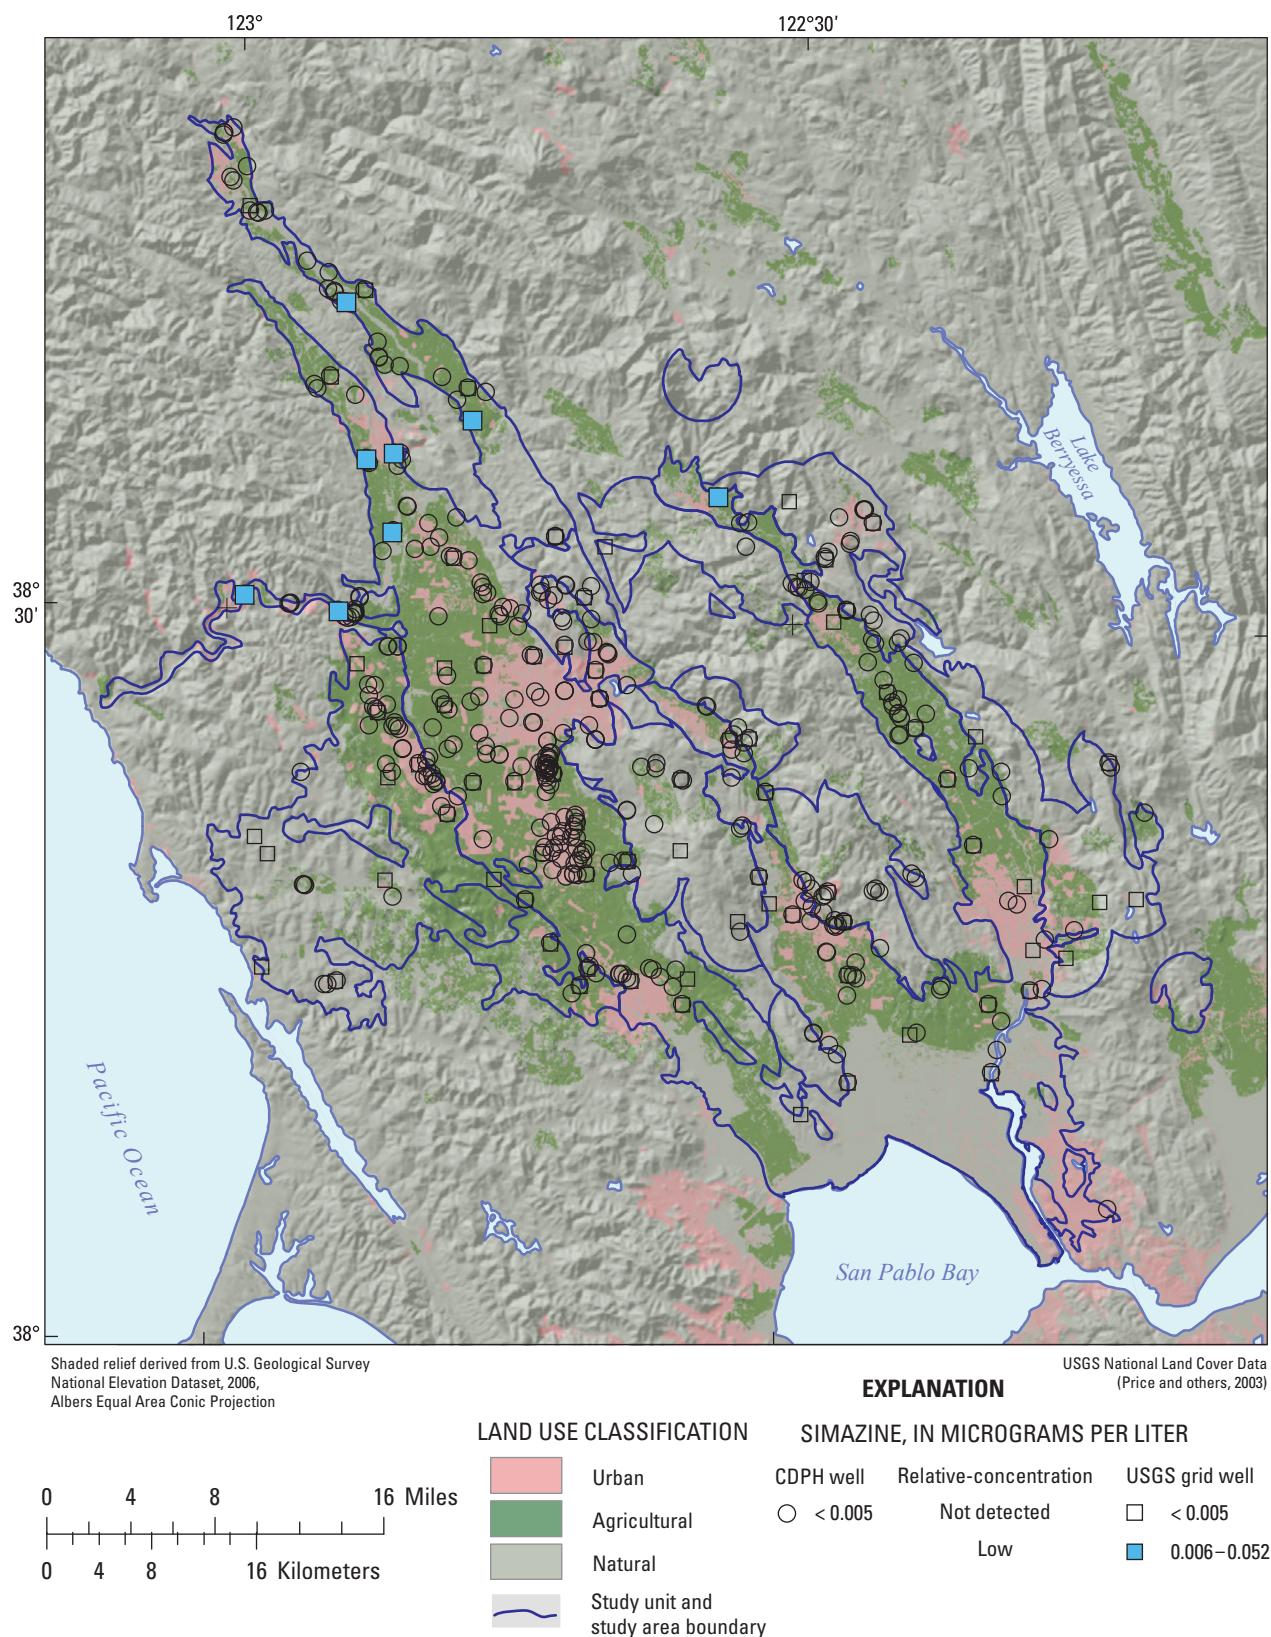 123°
122°30'
Lake
Berryessa
38°
30'
Pacific Ocean
San Pablo Bay
38°
Shaded relief derived from U.S. Geological Survey
National Elevation Dataset, 2006,
Albers Equal Area Conic Projection
USGS National Land Cover Data
(Price and others, 2003)
EXPLANATION
LAND USE CLASSIFICATION
Urban
Agricultural
Natural
Study unit and
study area boundary
SIMAZINE, IN MICROGRAMS PER LITER
CDPH well
Relative-concentration
USGS grid well
< 0.005
Not detected
< 0.005
Low
0.006–0.052
0 4 8 16 Miles
0 4 8 16 Kilometers